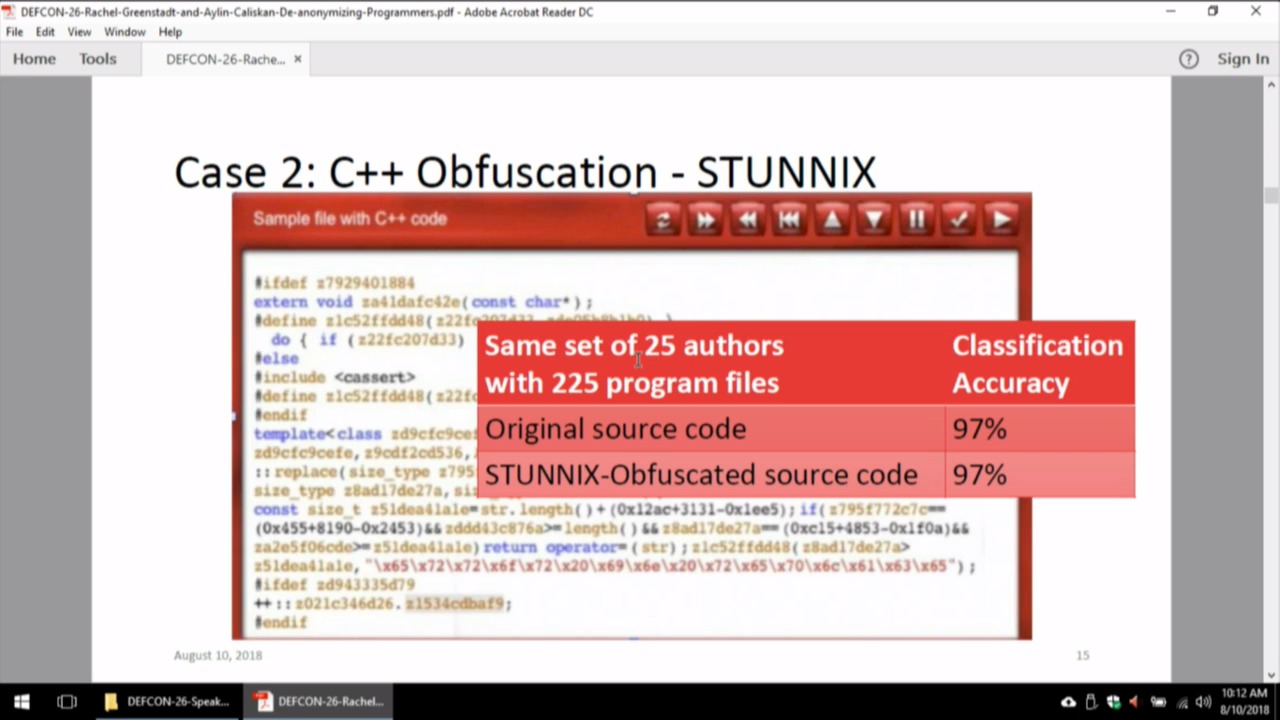 DEFCON-26-Rachel-Greenstadt-and-Aylin-Caliskan-De-anonymizing-Programmers.pdf - Adobe Acrobat Reader DC
File Edit View Window Help
Home Tools DEFCON-26-Rache... × ? Sign In
Case 2: C++ Obfuscation - STUNNIX
Sample file with C++ code
#ifdef z7929401884
extern void za41dafc42e(const char*);
#define z1c52ffdd48(
do { if (z22fc207d33)
#else
#include <cassert>
#define z1c52ffdd48(
#endif
template<class
zd9cfc9cefe, z9cdf2cd536,
::replace(size_type
size_type z8ad17de27a,
const size_t z51dea41a1e=str.length()+(0x12ac+3131-0x1ee5);if(z795f772c7c==
(0x455+8190-0x2453)&&zddd43c876a>=length()&&z8ad17de27a==(0xc15+4853-0x1f0a)&&
za2e5f06cde>=z51dea41a1e)return operator=(str);z1c52ffdd48(z8ad17de27a>
z51dea41a1e,"\x65\x72\x72\x6f\x72\x20\x69\x6e\x20\x72\x65\x70\x6c\x61\x63\x65");
#ifdef zd943335d79
++::z021c346d26.z1534cdbaf9;
#endif
Same set of 25 authors Classification
with 225 program files Accuracy
Original source code 97%
STUNNIX-Obfuscated source code 97%
August 10, 2018 15
DEFCON-26-Speak... DEFCON-26-Rachel... 10:12 AM
8/10/2018